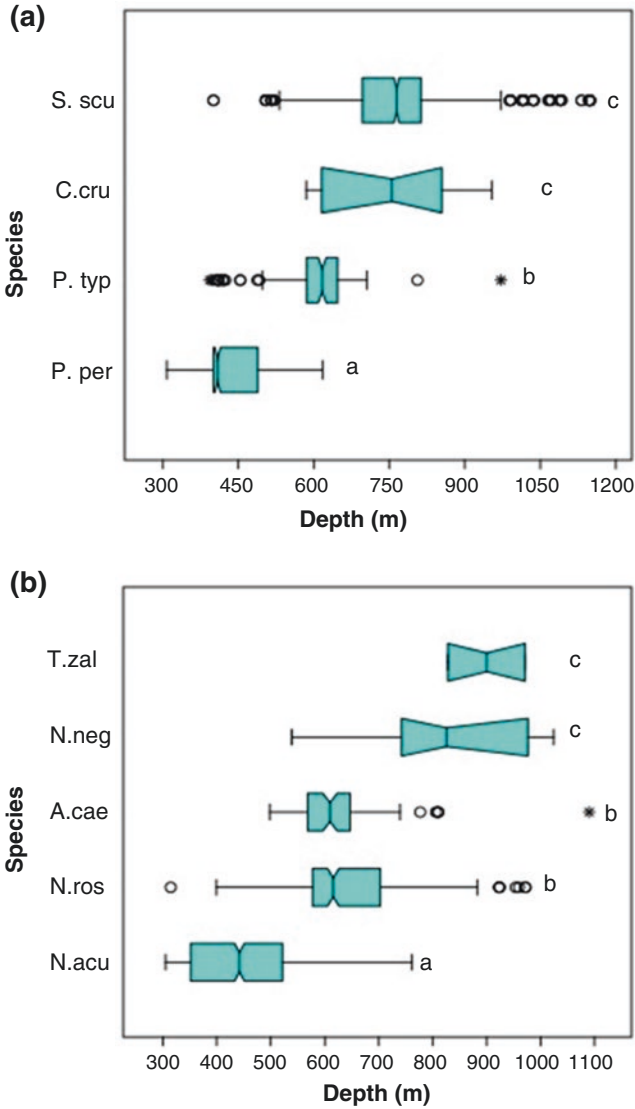 (a)
S. scu
c
C.cru
c
P. typ
b
P. per
a
Species
300 450 600 750 900 1050 1200
Depth (m)
(b)
T.zal
c
N.neg
c
A.cae
b
N.ros
b
N.acu
a
Species
300 400 500 600 700 800 900 1000 1100
Depth (m)